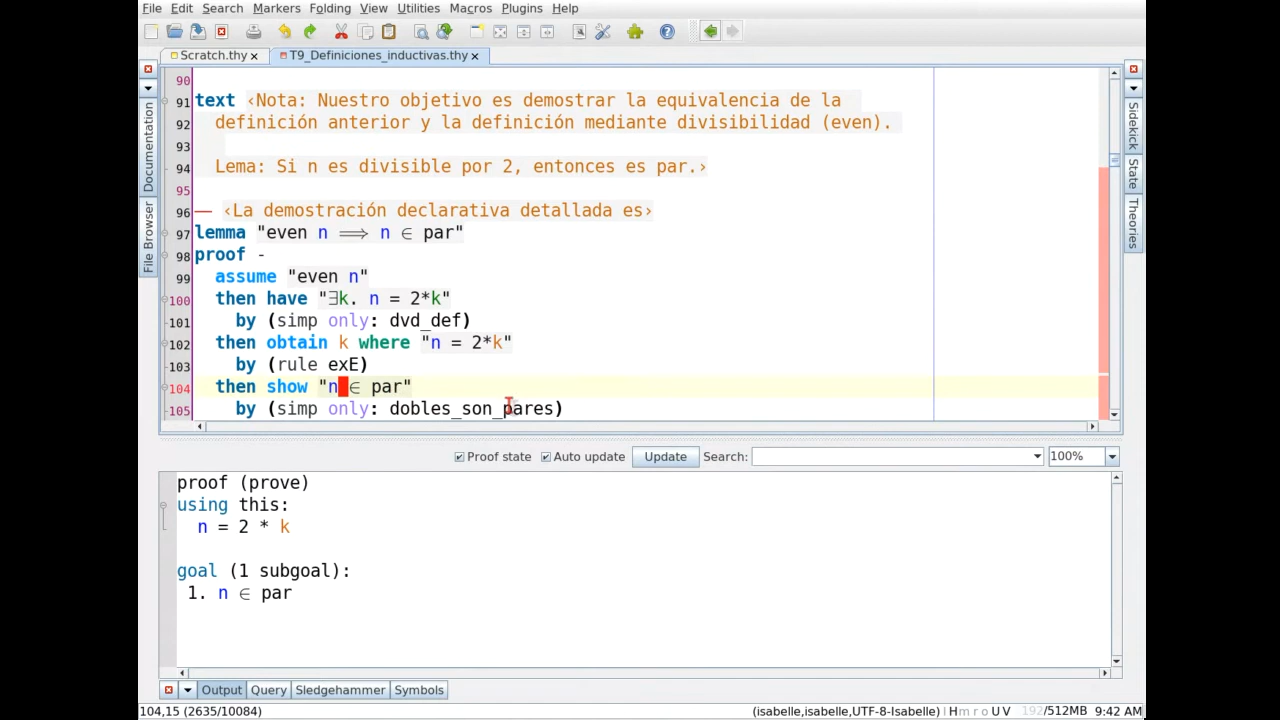 File Edit Search Markers Folding View Utilities Macros Plugins Help
Scratch.thy T9_Definiciones_inductivas.thy
Documentation
File Browser
Sidekick
State
Theories
90
91 text ‹Nota: Nuestro objetivo es demostrar la equivalencia de la
92 definición anterior y la definición mediante divisibilidad (even).
93
94 Lema: Si n es divisible por 2, entonces es par.›
95
96 — ‹La demostración declarativa detallada es›
97 lemma "even n ⟹ n ∈ par"
98 proof -
99 assume "even n"
100 then have "∃k. n = 2*k"
101 by (simp only: dvd_def)
102 then obtain k where "n = 2*k"
103 by (rule exE)
104 then show "n ∈ par"
105 by (simp only: dobles_son_pares)
Proof state Auto update Update Search: 100%
proof (prove)
using this:
n = 2 * k
goal (1 subgoal):
1. n ∈ par
Output Query Sledgehammer Symbols
104,15 (2635/10084) (isabelle,isabelle,UTF-8-Isabelle) | H m r o U V 192/512MB 9:42 AM